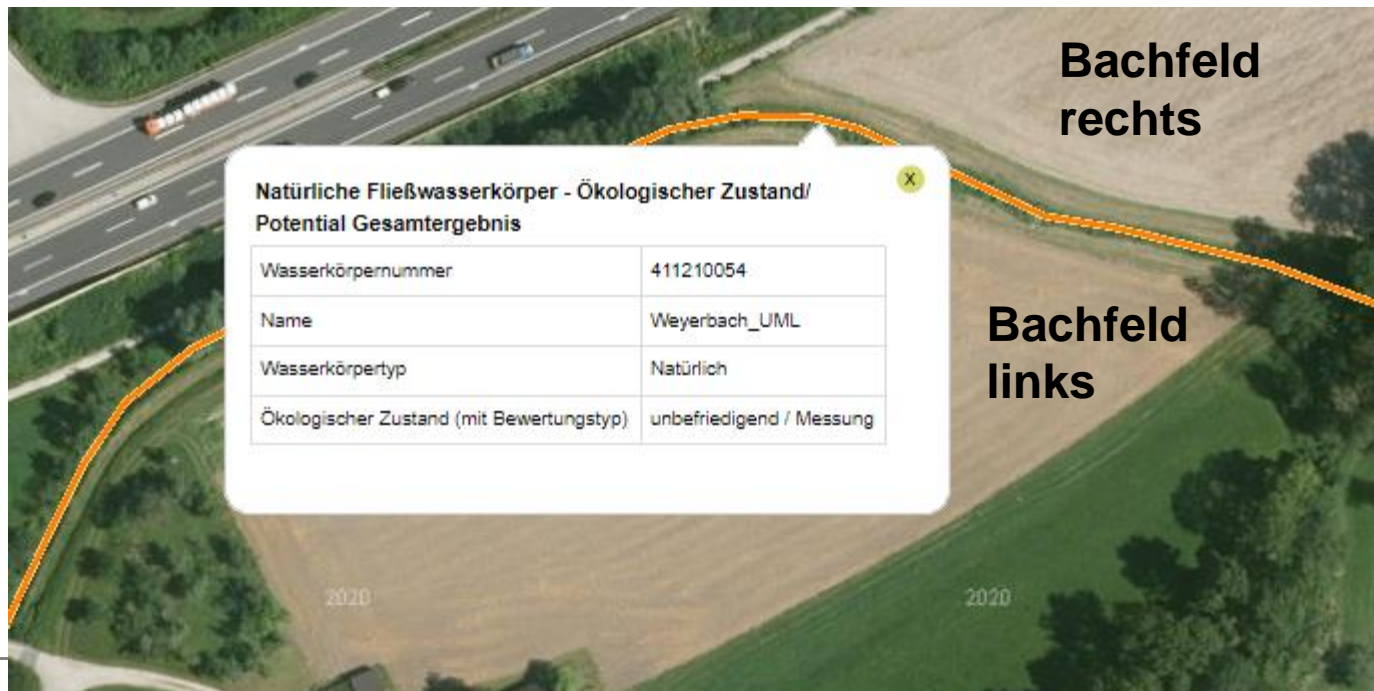 Bachfeld
rechts
Natürliche Fließwasserkörper - Ökologischer Zustand/
Potential Gesamtergebnis
X
Wasserkörpernummer 411210054
Name Weyerbach_UML
Wasserkörpertyp Natürlich
Ökologischer Zustand (mit Bewertungstyp) unbefriedigend / Messung
Bachfeld
links
2020 2020